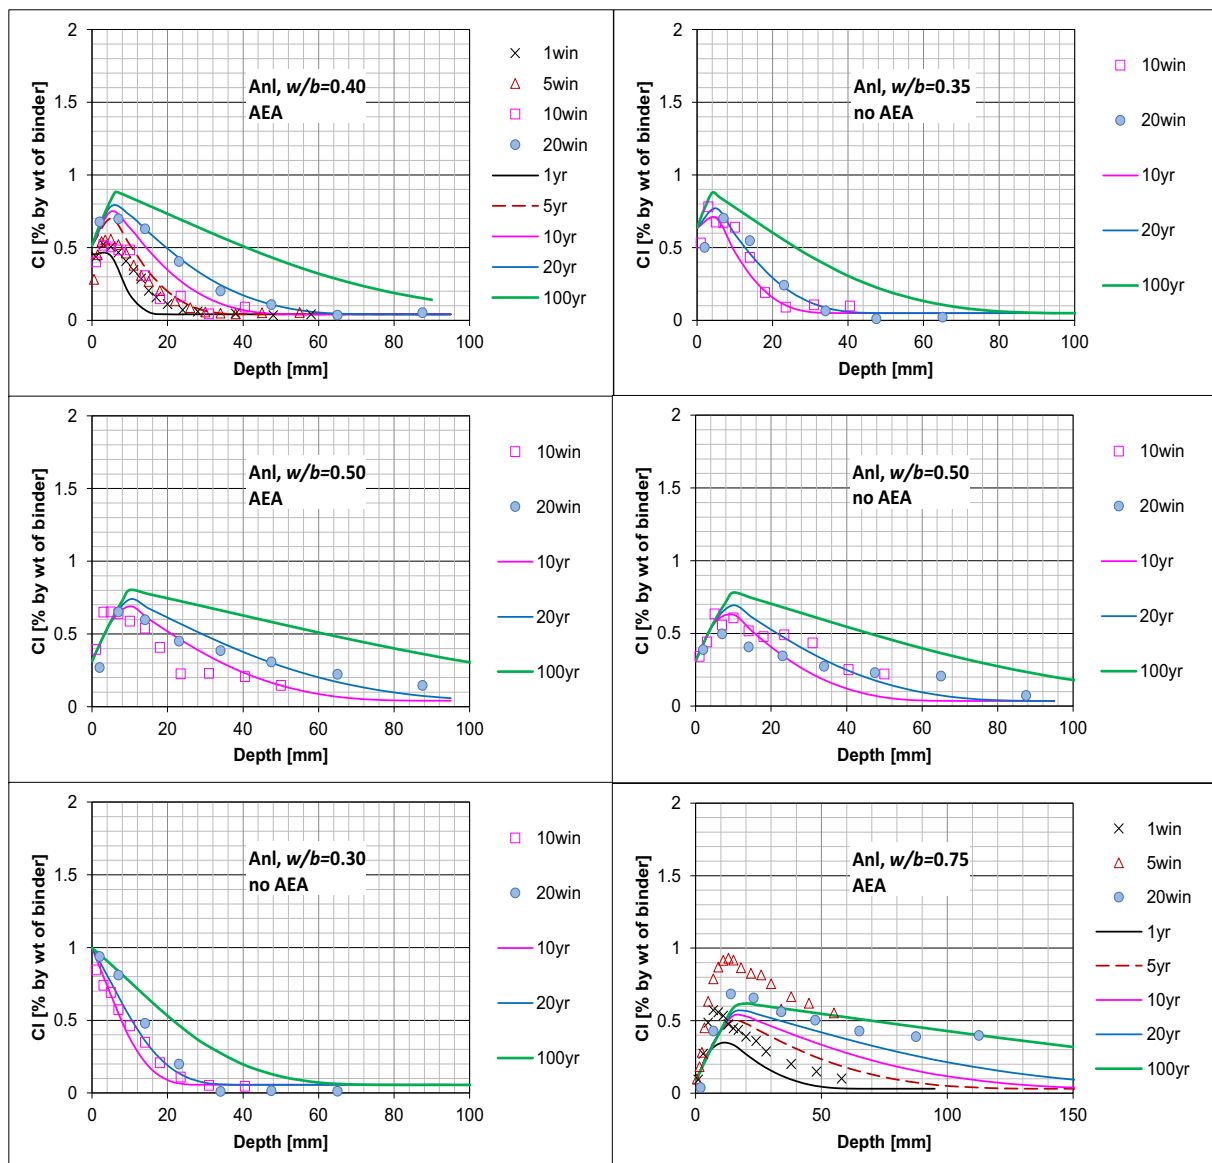 Cl [% by wt of binder]
2
1.5
1
0.5
0
0 20 40 60 80 100
Depth [mm]
Anl, w/b=0.40
AEA
1win
5win
10win
20win
1yr
5yr
10yr
20yr
100yr
Cl [% by wt of binder]
2
1.5
1
0.5
0
0 20 40 60 80 100
Depth [mm]
Anl, w/b=0.35
no AEA
10win
20win
10yr
20yr
100yr
Cl [% by wt of binder]
2
1.5
1
0.5
0
0 20 40 60 80 100
Depth [mm]
Anl, w/b=0.50
AEA
10win
20win
10yr
20yr
100yr
Cl [% by wt of binder]
2
1.5
1
0.5
0
0 20 40 60 80 100
Depth [mm]
Anl, w/b=0.50
no AEA
10win
20win
10yr
20yr
100yr
Cl [% by wt of binder]
2
1.5
1
0.5
0
0 20 40 60 80 100
Depth [mm]
Anl, w/b=0.30
no AEA
10win
20win
10yr
20yr
100yr
Cl [% by wt of binder]
2
1.5
1
0.5
0
0 50 100 150
Depth [mm]
Anl, w/b=0.75
AEA
1win
5win
20win
1yr
5yr
10yr
20yr
100yr